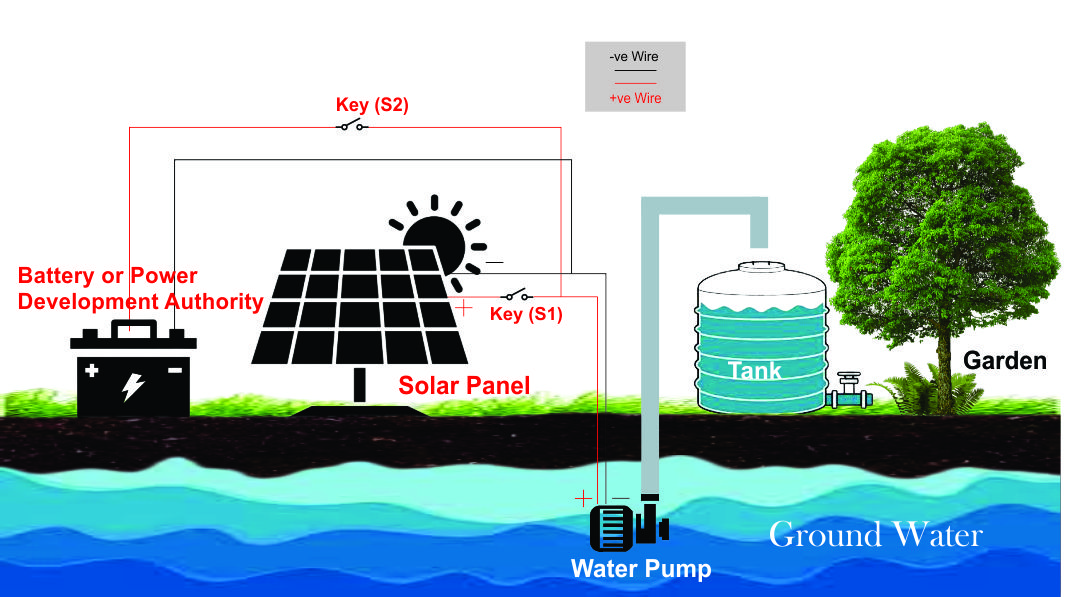 -ve Wire
+ve Wire
Key (S2)
Battery or Power
Development Authority
Key (S1)
Solar Panel
Tank
Garden
Ground Water
Water Pump